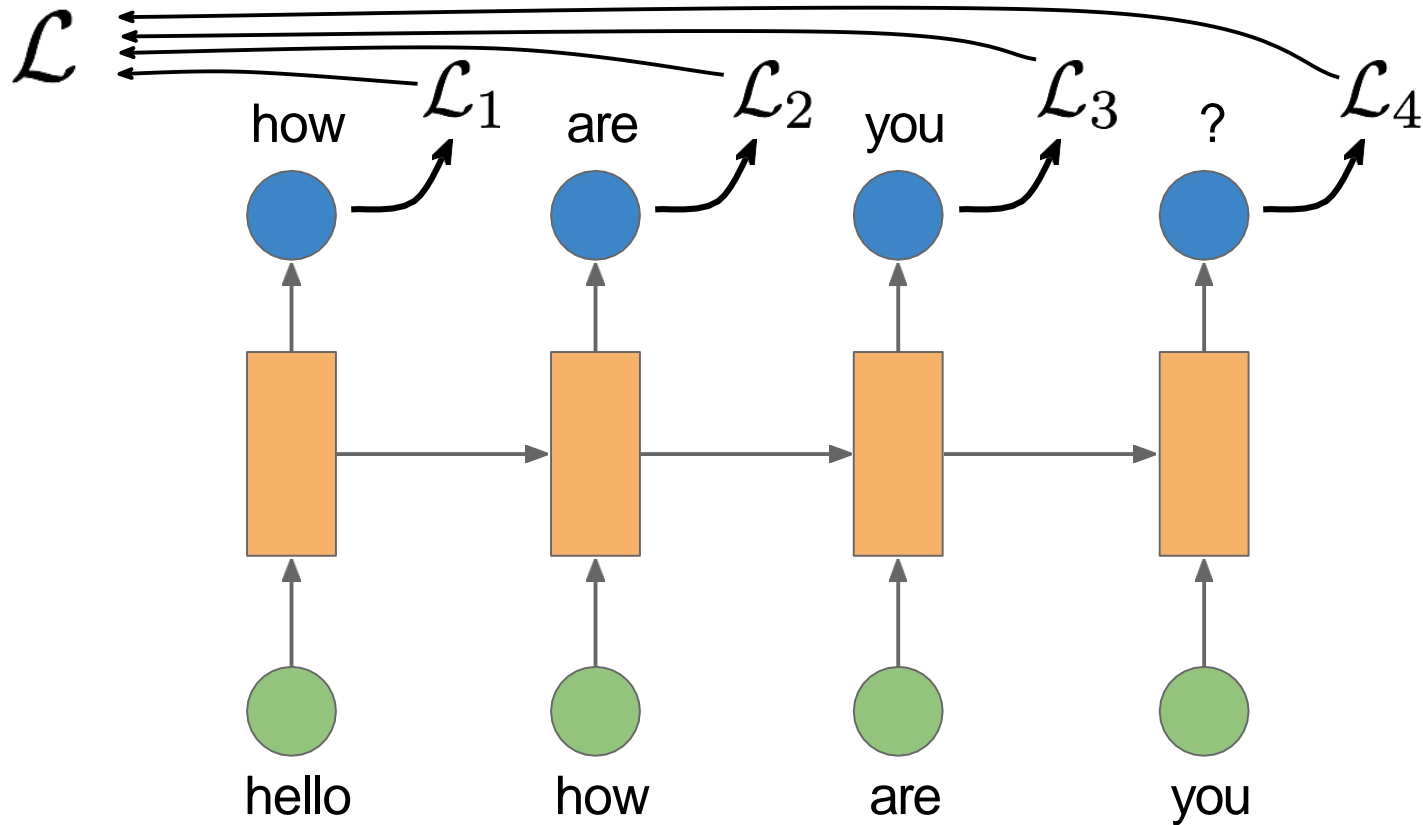 ℒ
ℒ₁ ℒ₂ ℒ₃ ℒ₄
how are you ?
hello how are you